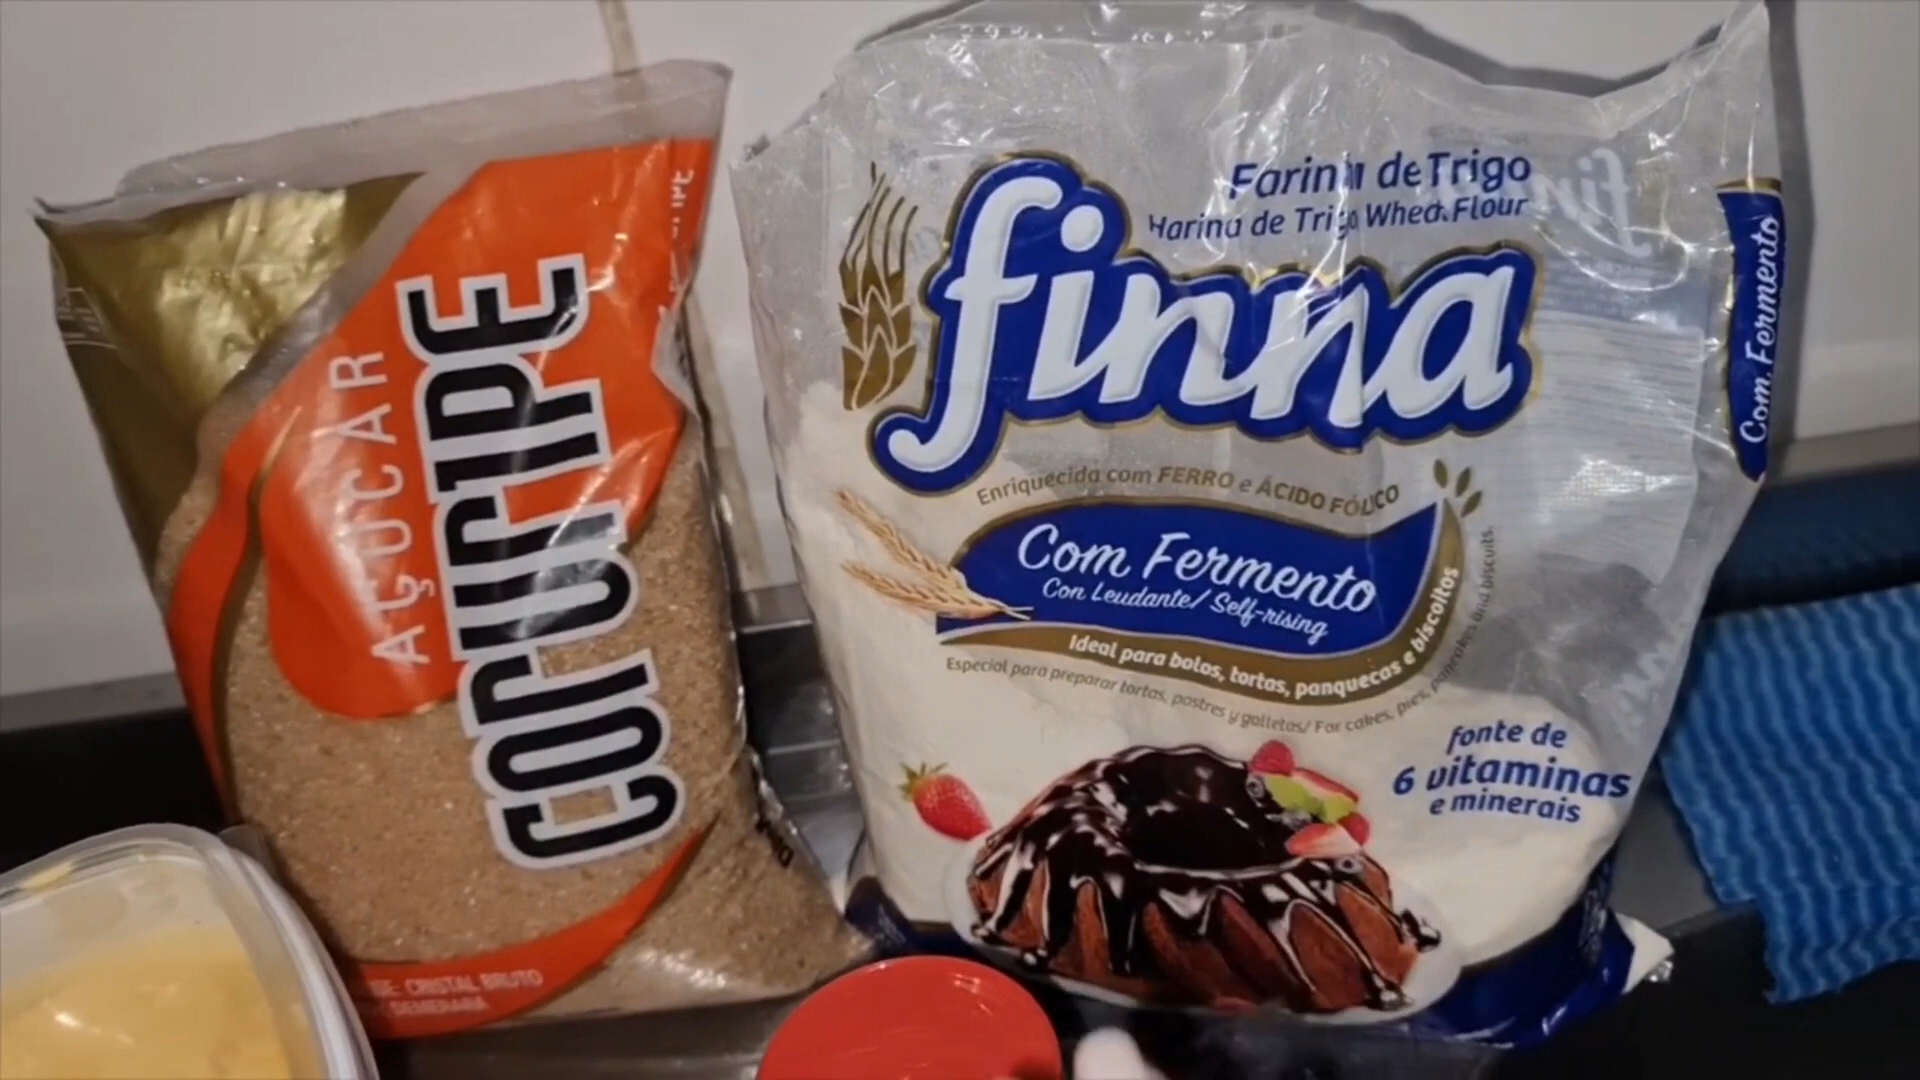 AÇUCAR
CORURIPE
CRISTAL BRUTO
DEMERARA
Farinha de Trigo
Harina de Trigo Wheat Flour
finna
Enriquecida com FERRO e ÁCIDO FÓLICO
Com Fermento
Con Leudante/ Self-rising
Ideal para bolos, tortas, panquecas e biscoitos
Especial para preparar tortas, postres y galletas/ For cakes, pies, pancakes and biscuits.
fonte de
6 vitaminas
e minerais
Com Fermento